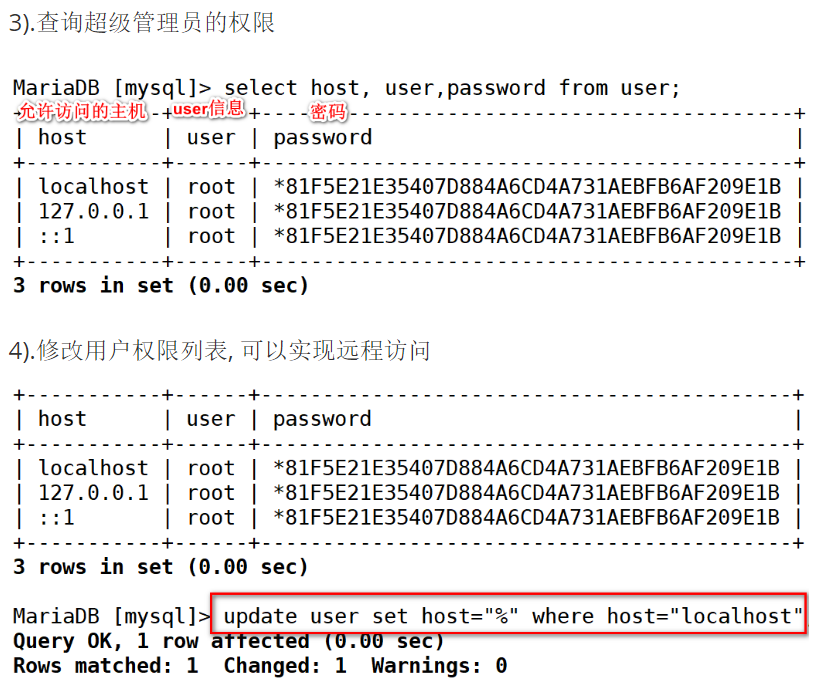 3).查询超级管理员的权限
MariaDB [mysql]> select host, user,password from user;
允许访问的主机 user信息 密码
+-----------+------+-------------------------------------------+
| host      | user | password                                  |
+-----------+------+-------------------------------------------+
| localhost | root | *81F5E21E35407D884A6CD4A731AEBFB6AF209E1B |
| 127.0.0.1 | root | *81F5E21E35407D884A6CD4A731AEBFB6AF209E1B |
| ::1       | root | *81F5E21E35407D884A6CD4A731AEBFB6AF209E1B |
+-----------+------+-------------------------------------------+
3 rows in set (0.00 sec)
4).修改用户权限列表, 可以实现远程访问
+-----------+------+-------------------------------------------+
| host      | user | password                                  |
+-----------+------+-------------------------------------------+
| localhost | root | *81F5E21E35407D884A6CD4A731AEBFB6AF209E1B |
| 127.0.0.1 | root | *81F5E21E35407D884A6CD4A731AEBFB6AF209E1B |
| ::1       | root | *81F5E21E35407D884A6CD4A731AEBFB6AF209E1B |
+-----------+------+-------------------------------------------+
3 rows in set (0.00 sec)
MariaDB [mysql]> update user set host="%" where host="localhost"
Query OK, 1 row affected (0.00 sec)
Rows matched: 1  Changed: 1  Warnings: 0